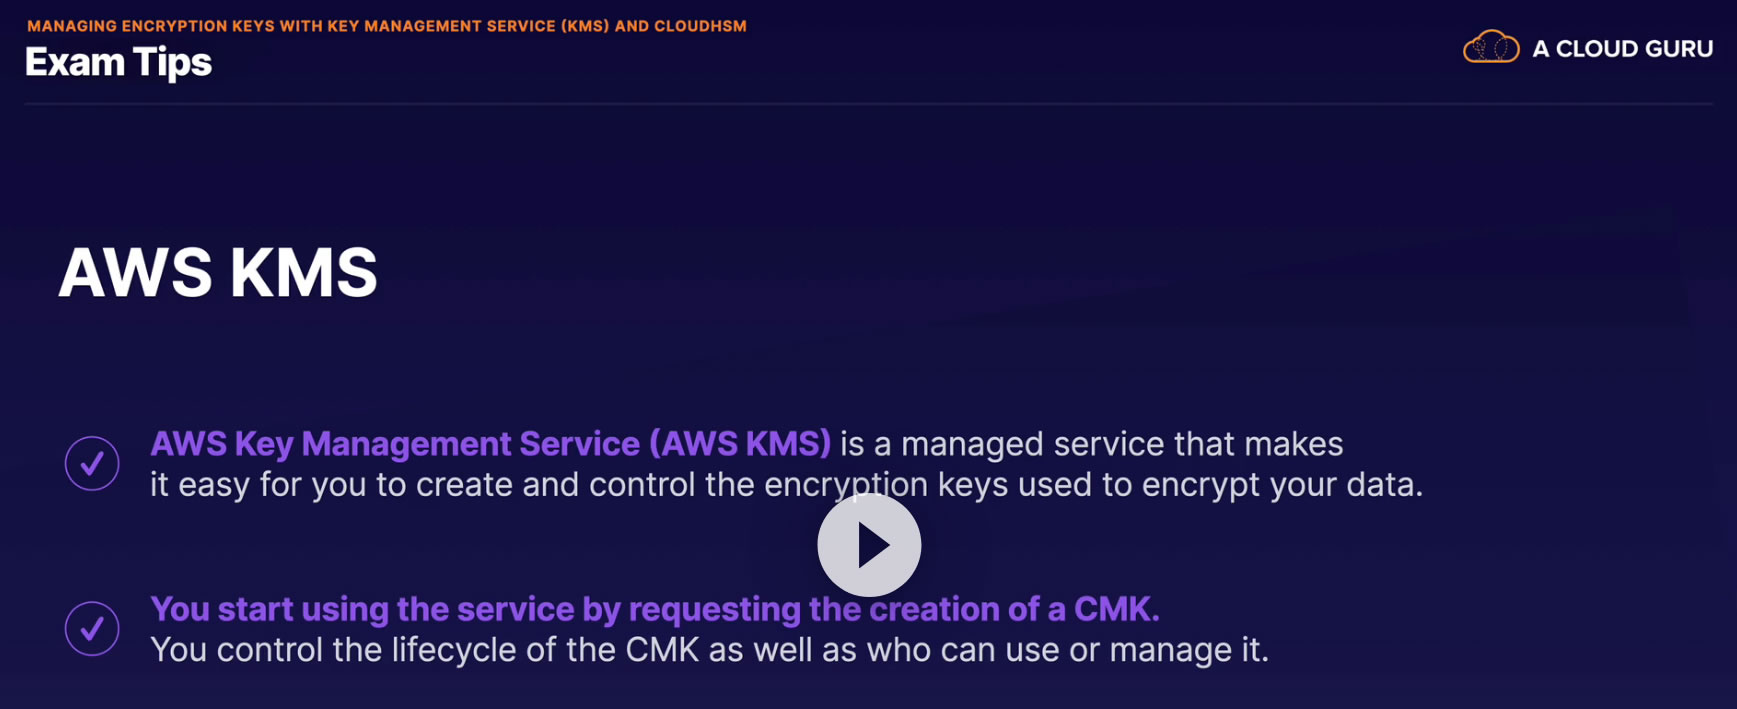 MANAGING ENCRYPTION KEYS WITH KEY MANAGEMENT SERVICE (KMS) AND CLOUDHSM
Exam Tips
A CLOUD GURU
AWS KMS
AWS Key Management Service (AWS KMS) is a managed service that makes
it easy for you to create and control the encryption keys used to encrypt your data.
You start using the service by requesting the creation of a CMK.
You control the lifecycle of the CMK as well as who can use or manage it.